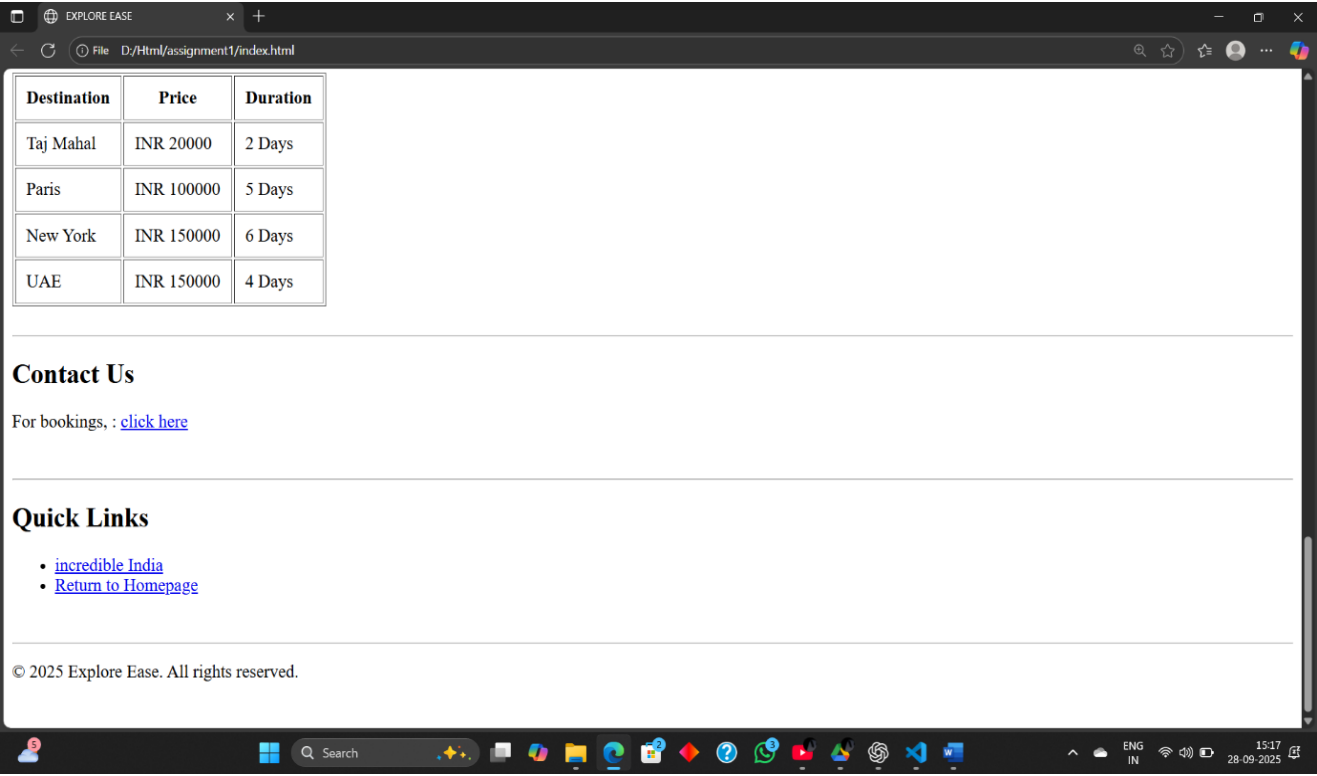 EXPLORE EASE
File D:/Html/assignment1/index.html
Destination Price Duration
Taj Mahal INR 20000 2 Days
Paris INR 100000 5 Days
New York INR 150000 6 Days
UAE INR 150000 4 Days
Contact Us
For bookings, : click here
Quick Links
• incredible India
• Return to Homepage
© 2025 Explore Ease. All rights reserved.
5
Search
2
3
W
ENG
IN
15:17
28-09-2025